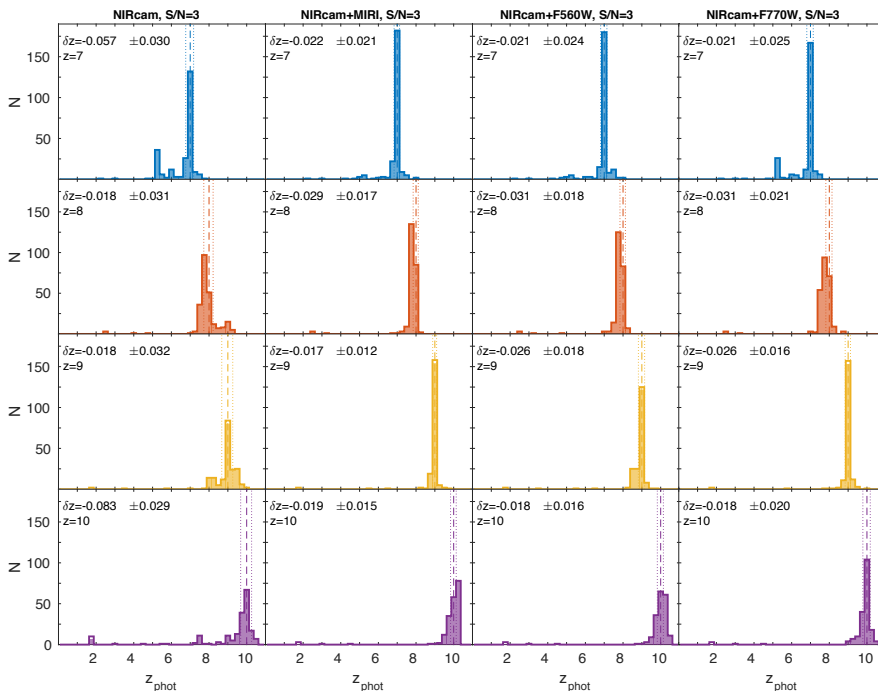 NIRcam, S/N=3 NIRcam+MIRI, S/N=3 NIRcam+F560W, S/N=3 NIRcam+F770W, S/N=3
δz=-0.057 ±0.030 δz=-0.022 ±0.021 δz=-0.021 ±0.024 δz=-0.021 ±0.025
z=7 z=7 z=7 z=7
150
N
100
50
δz=-0.018 ±0.031 δz=-0.029 ±0.017 δz=-0.031 ±0.018 δz=-0.031 ±0.021
z=8 z=8 z=8 z=8
150
N
100
50
δz=-0.018 ±0.032 δz=-0.017 ±0.012 δz=-0.026 ±0.018 δz=-0.026 ±0.016
z=9 z=9 z=9 z=9
150
N
100
50
δz=-0.083 ±0.029 δz=-0.019 ±0.015 δz=-0.018 ±0.016 δz=-0.018 ±0.020
z=10 z=10 z=10 z=10
150
N
100
50
0
2 4 6 8 10 2 4 6 8 10 2 4 6 8 10 2 4 6 8 10
zphot zphot zphot zphot